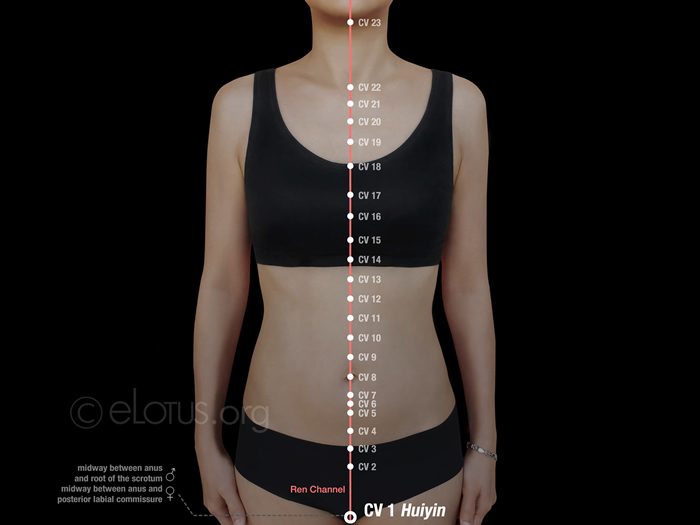 CV 23
CV 22
CV 21
CV 20
CV 19
CV 18
CV 17
CV 16
CV 15
CV 14
CV 13
CV 12
CV 11
CV 10
CV 9
CV 8
CV 7
CV 6
CV 5
© eLotus.org
CV 4
CV 3
CV 2
midway between anus
and root of the scrotum ♂
midway between anus and
posterior labial commissure ♀
Ren Channel
CV 1 Huiyin